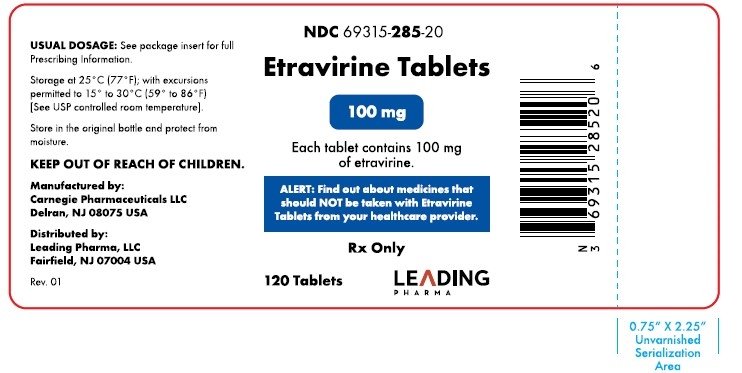 USUAL DOSAGE: See package insert for full
Prescribing Information.
Storage at 25°C (77°F); with excursions
permitted to 15° to 30°C (59° to 86°F)
[See USP controlled room temperature].
Store in the original bottle and protect from
moisture.
KEEP OUT OF REACH OF CHILDREN.
Manufactured by:
Carnegie Pharmaceuticals LLC
Delran, NJ 08075 USA
Distributed by:
Leading Pharma, LLC
Fairfield, NJ 07004 USA
Rev. 01
NDC 69315-285-20
Etravirine Tablets
100 mg
Each tablet contains 100 mg
of etravirine.
ALERT: Find out about medicines that
should NOT be taken with Etravirine
Tablets from your healthcare provider.
Rx Only
120 Tablets
LEADING
PHARMA
N 3 69315 28520 6
0.75" X 2.25"
Unvarnished
Serialization
Area